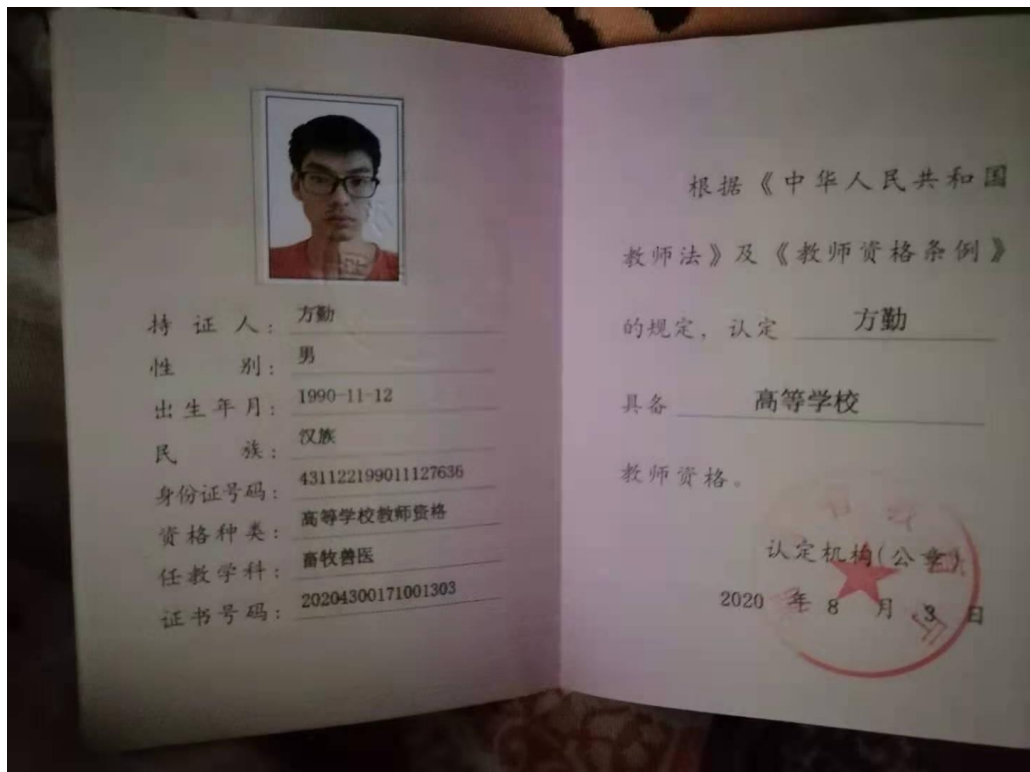 持证人：方勤
性别：男
出生年月：1990-11-12
民族：汉族
身份证号码：431122199011127636
资格种类：高等学校教师资格
任教学科：畜牧兽医
证书号码：20204300171001303
根据《中华人民共和国
教师法》及《教师资格条例》
的规定，认定 方勤
具备 高等学校
教师资格。
认定机构(公章)
2020 年 8 月 3 日